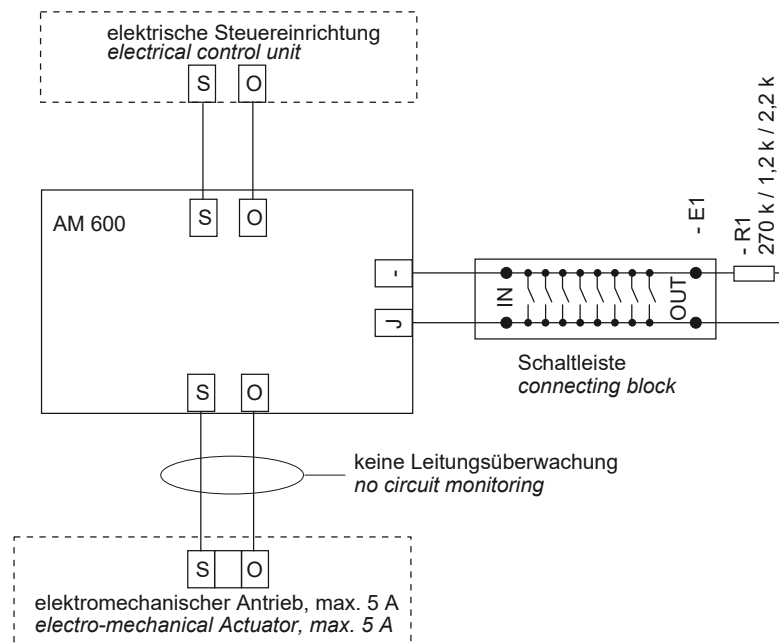 elektrische Steuereinrichtung
electrical control unit
S O
AM 600
S O
-
J
IN
OUT
- E1
- R1
270 k / 1,2 k / 2,2 k
Schaltleiste
connecting block
S O
keine Leitungsüberwachung
no circuit monitoring
S O
elektromechanischer Antrieb, max. 5 A
electro-mechanical Actuator, max. 5 A